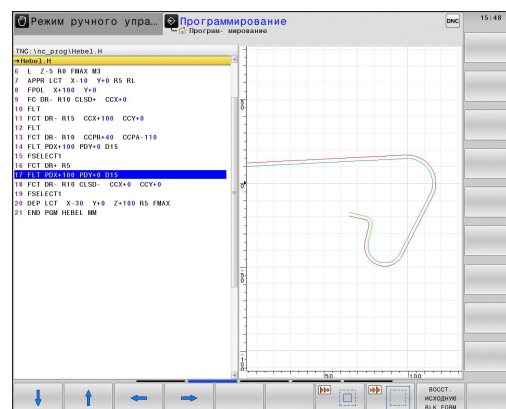 Режим ручного упра…
Программирование
Програм- мирование
DNC
15:48
TNC:\nc_prog\Hebel.H
→Hebel.H
6 L Z-5 R0 FMAX M3
7 APPR LCT X-10 Y+0 R5 RL
8 FPOL X+100 Y+0
9 FC DR- R10 CLSD+ CCX+0
10 FLT
11 FCT DR- R15 CCX+100 CCY+0
12 FLT
13 FCT DR- R10 CCPR+40 CCPA-110
14 FLT PDX+100 PDY+0 D15
15 FSELECT1
16 FCT DR+ R5
17 FLT PDX+100 PDY+0 D15
18 FCT DR- R10 CLSD- CCX+0 CCY+0
19 FSELECT1
20 DEP LCT X-30 Y+0 Z+100 R5 FMAX
21 END PGM HEBEL MM
50
0
50 100
ВОССТ.
ИСХОДНУЮ
BLK FORM